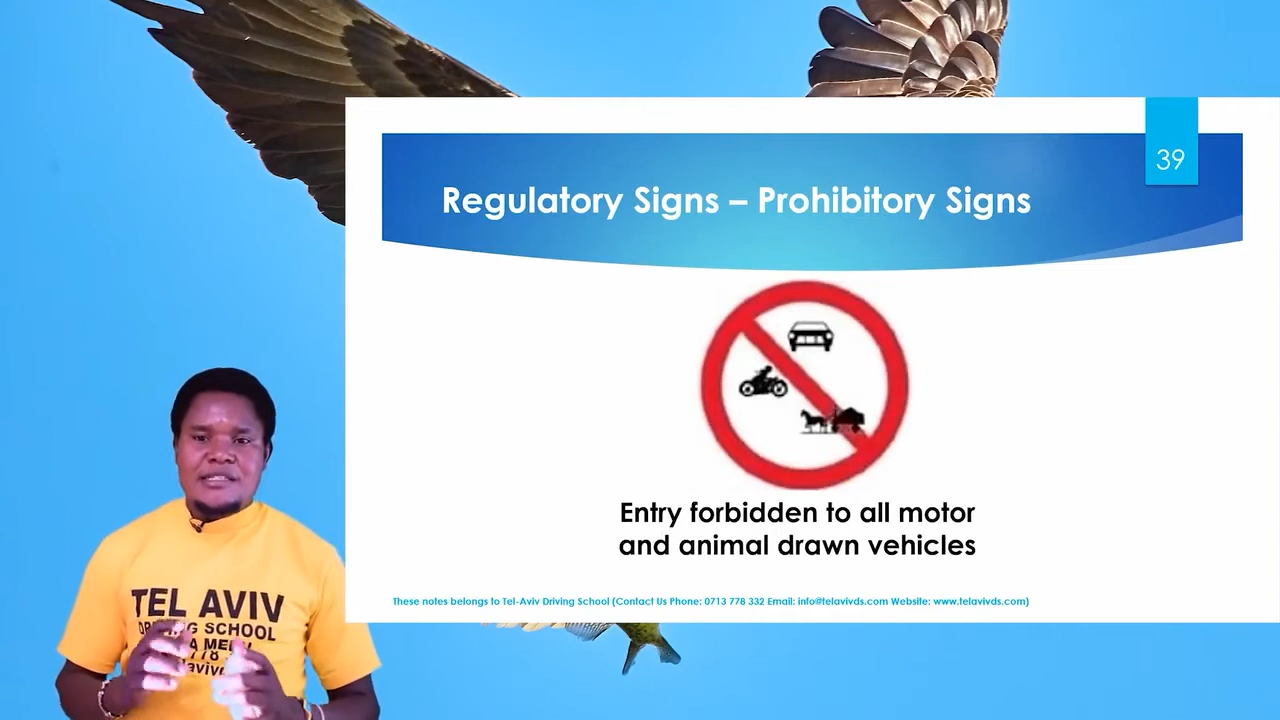 39
Regulatory Signs – Prohibitory Signs
Entry forbidden to all motor
and animal drawn vehicles
These notes belongs to Tel-Aviv Driving School (Contact Us Phone: 0713 778 332 Email: info@telavivds.com Website: www.telavivds.com)
TEL AVIV
SCHOOL